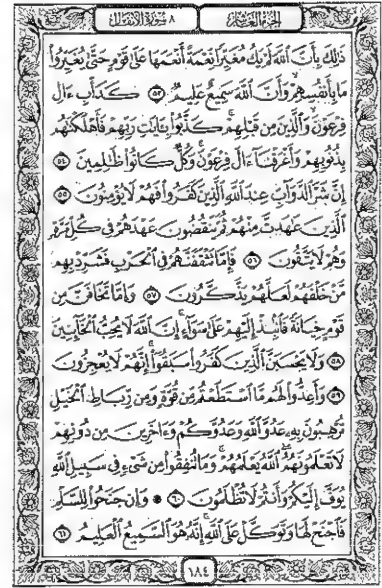 الجزء العاشر ٨ سورة الأنفال
ذَٰلِكَ بِأَنَّ ٱللَّهَ لَمْ يَكُ مُغَيِّرًا نِّعْمَةً أَنْعَمَهَا عَلَىٰ قَوْمٍ حَتَّىٰ يُغَيِّرُوا۟
مَا بِأَنفُسِهِمْ وَأَنَّ ٱللَّهَ سَمِيعٌ عَلِيمٌ ٥٣ كَدَأْبِ ءَالِ
فِرْعَوْنَ وَٱلَّذِينَ مِن قَبْلِهِمْ كَذَّبُوا۟ بِـَٔايَٰتِ رَبِّهِمْ فَأَهْلَكْنَٰهُم
بِذُنُوبِهِمْ وَأَغْرَقْنَآ ءَالَ فِرْعَوْنَ وَكُلٌّ كَانُوا۟ ظَٰلِمِينَ ٥٤
إِنَّ شَرَّ ٱلدَّوَآبِّ عِندَ ٱللَّهِ ٱلَّذِينَ كَفَرُوا۟ فَهُمْ لَا يُؤْمِنُونَ ٥٥
ٱلَّذِينَ عَٰهَدتَّ مِنْهُمْ ثُمَّ يَنقُضُونَ عَهْدَهُمْ فِى كُلِّ مَرَّةٍ
وَهُمْ لَا يَتَّقُونَ ٥٦ فَإِمَّا تَثْقَفَنَّهُمْ فِى ٱلْحَرْبِ فَشَرِّدْ بِهِم
مَّنْ خَلْفَهُمْ لَعَلَّهُمْ يَذَّكَّرُونَ ٥٧ وَإِمَّا تَخَافَنَّ مِن
قَوْمٍ خِيَانَةً فَٱنۢبِذْ إِلَيْهِمْ عَلَىٰ سَوَآءٍ إِنَّ ٱللَّهَ لَا يُحِبُّ ٱلْخَآئِنِينَ
٥٨ وَلَا يَحْسَبَنَّ ٱلَّذِينَ كَفَرُوا۟ سَبَقُوٓا۟ إِنَّهُمْ لَا يُعْجِزُونَ
٥٩ وَأَعِدُّوا۟ لَهُم مَّا ٱسْتَطَعْتُم مِّن قُوَّةٍ وَمِن رِّبَاطِ ٱلْخَيْلِ
تُرْهِبُونَ بِهِۦ عَدُوَّ ٱللَّهِ وَعَدُوَّكُمْ وَءَاخَرِينَ مِن دُونِهِمْ
لَا تَعْلَمُونَهُمُ ٱللَّهُ يَعْلَمُهُمْ وَمَا تُنفِقُوا۟ مِن شَىْءٍ فِى سَبِيلِ ٱللَّهِ
يُوَفَّ إِلَيْكُمْ وَأَنتُمْ لَا تُظْلَمُونَ ٦٠ ۞ وَإِن جَنَحُوا۟ لِلسَّلْمِ
فَٱجْنَحْ لَهَا وَتَوَكَّلْ عَلَى ٱللَّهِ إِنَّهُۥ هُوَ ٱلسَّمِيعُ ٱلْعَلِيمُ ٦١
١٨٤